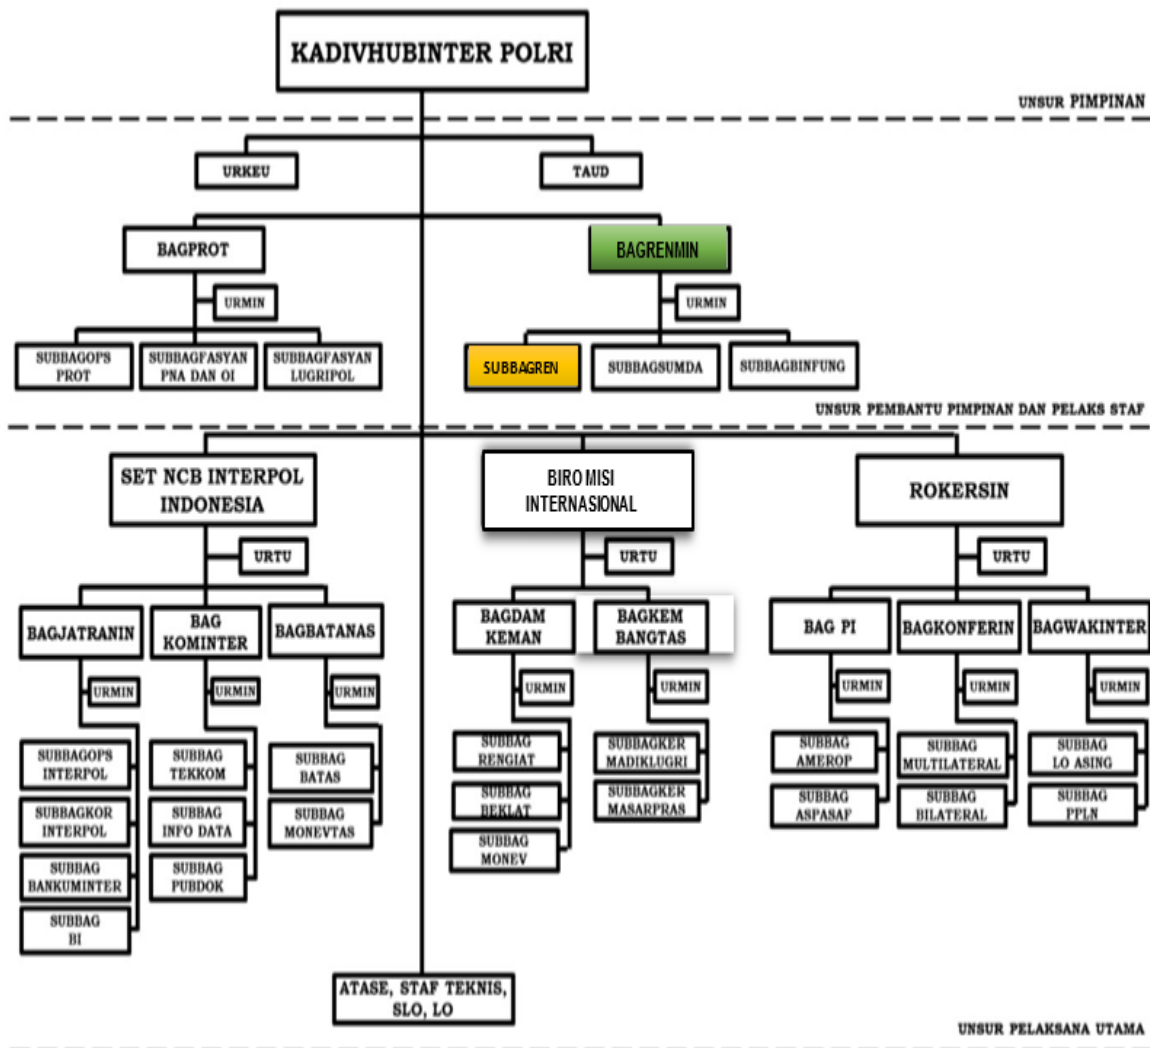 KADIVHUBINTER POLRI
UNSUR PIMPINAN
URKEU
TAUD
BAGPROT
BAGRENMIN
URMIN
URMIN
SUBBAGOPS
PROT
SUBBAGFASYAN
PNA DAN OI
SUBBAGFASYAN
LUGRIPOL
SUBBAGREN
SUBBAGSUMDA
SUBBAGBINFUNG
UNSUR PEMBANTU PIMPINAN DAN PELAKS STAF
SET NCB INTERPOL
INDONESIA
BIRO MISI
INTERNASIONAL
ROKERSIN
URTU
URTU
URTU
BAGJATRANIN
BAG
KOMINTER
BAGBATANAS
BAGDAM
KEMAN
BAGKEM
BANGTAS
BAG PI
BAGKONFERIN
BAGWAKINTER
URMIN
URMIN
URMIN
URMIN
URMIN
URMIN
URMIN
URMIN
SUBBAGOPS
INTERPOL
SUBBAGKOR
INTERPOL
SUBBAG
BANKUMINTER
SUBBAG
BI
SUBBAG
TEKKOM
SUBBAG
INFO DATA
SUBBAG
PUBDOK
SUBBAG
BATAS
SUBBAG
MONEVTAS
SUBBAG
RENGIAT
SUBBAG
BEKLAT
SUBBAG
MONEV
SUBBAGKER
MADIKLUGRI
SUBBAGKER
MASARPRAS
SUBBAG
AMEROP
SUBBAG
ASPASAF
SUBBAG
MULTILATERAL
SUBBAG
BILATERAL
SUBBAG
LO ASING
SUBBAG
PPLN
ATASE, STAF TEKNIS,
SLO, LO
UNSUR PELAKSANA UTAMA